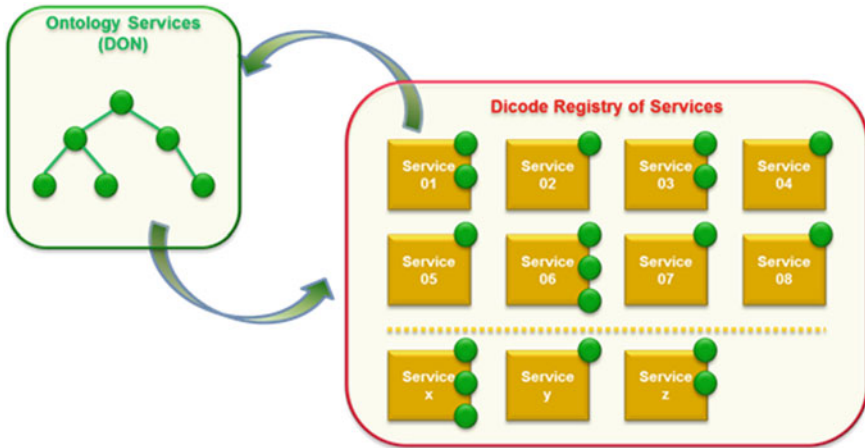 Ontology Services
(DON)
Dicode Registry of Services
Service
01
Service
02
Service
03
Service
04
Service
05
Service
06
Service
07
Service
08
Service
x
Service
y
Service
z